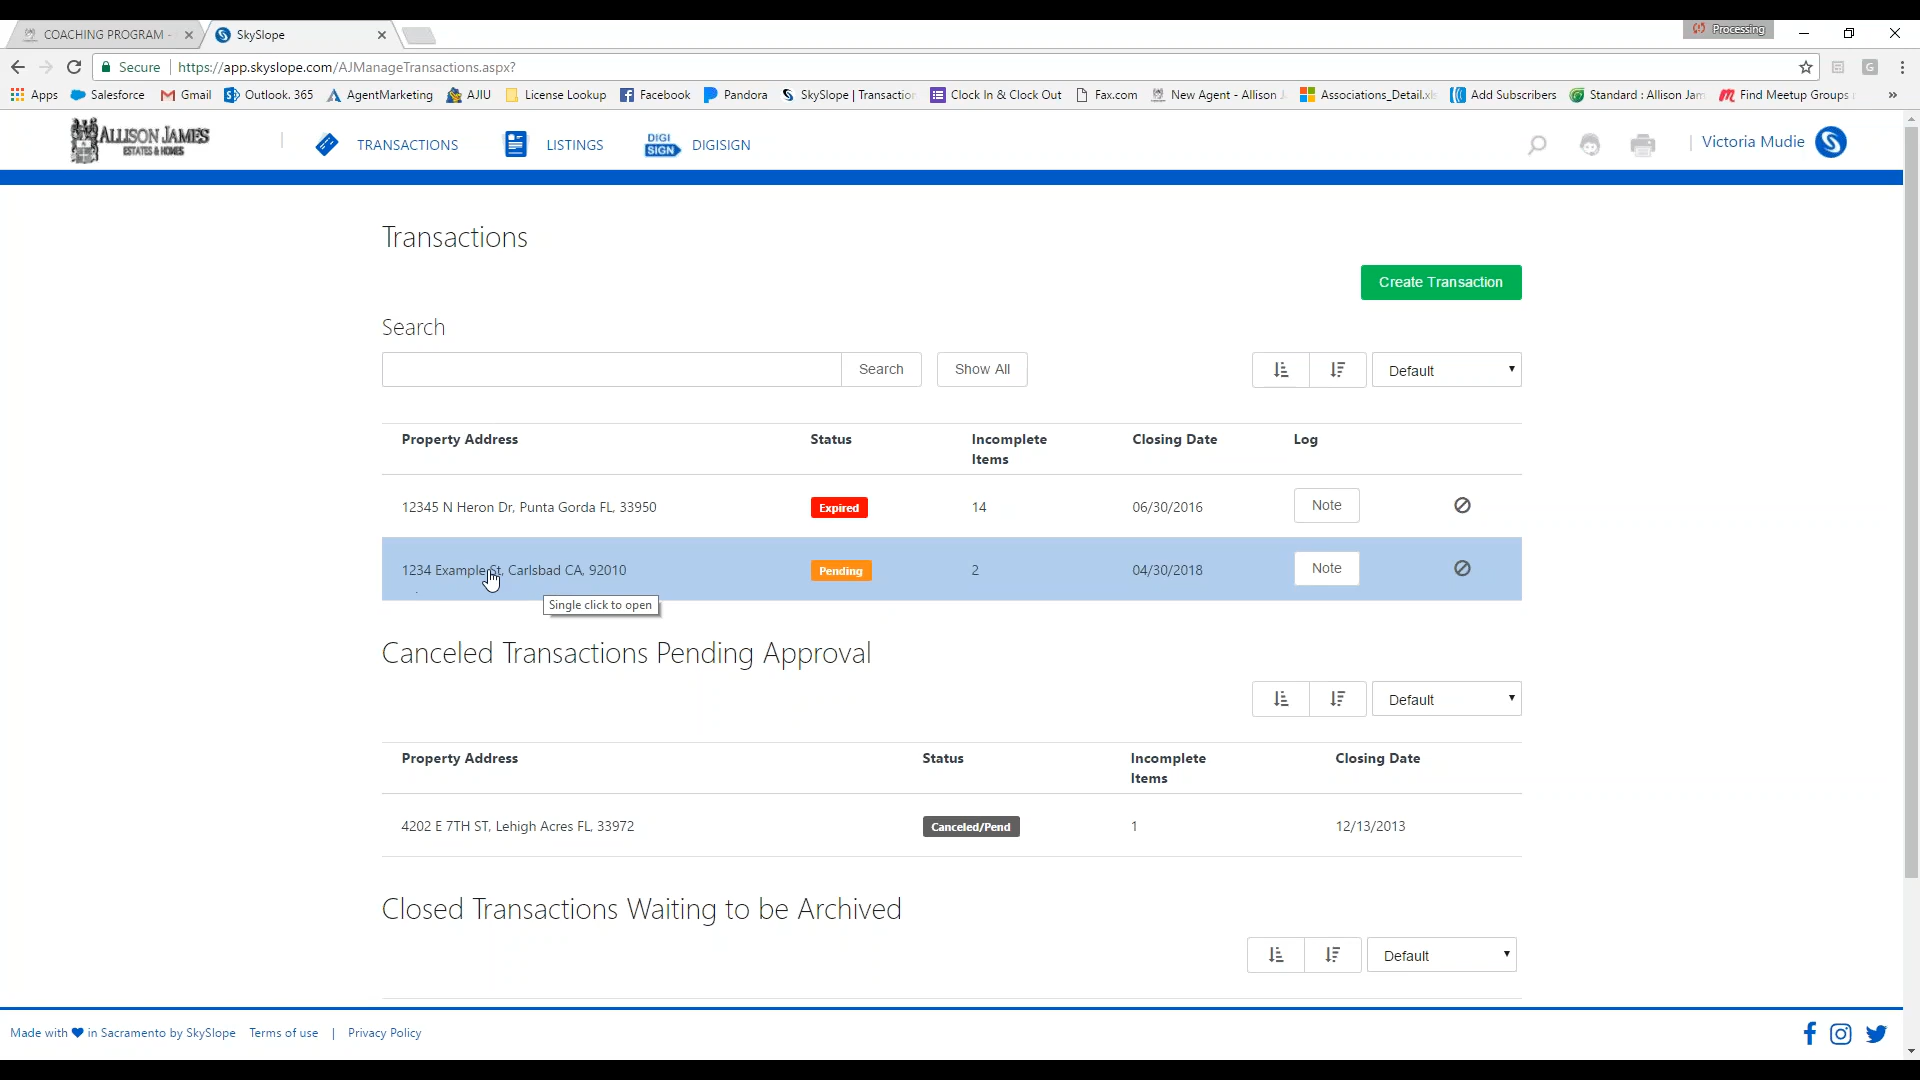 COACHING PROGRAM -
SkySlope
Processing
Secure
https://app.skyslope.com/AJManageTransactions.aspx?
Apps
Salesforce
Gmail
Outlook. 365
AgentMarketing
AJIU
License Lookup
Facebook
Pandora
SkySlope | Transaction
Clock In & Clock Out
Fax.com
New Agent - Allison J
Associations_Detail.xls
Add Subscribers
Standard : Allison Jam
Find Meetup Groups
»
ALLISON JAMES
ESTATES & HOMES
TRANSACTIONS
LISTINGS
DIGI
SIGN
DIGISIGN
Victoria Mudie
Transactions
Create Transaction
Search
Search
Show All
Default
Property Address Status Incomplete Items Closing Date Log
12345 N Heron Dr, Punta Gorda FL, 33950 Expired 14 06/30/2016 Note
1234 Example St, Carlsbad CA, 92010 Pending 2 04/30/2018 Note
Single click to open
Canceled Transactions Pending Approval
Default
Property Address Status Incomplete Items Closing Date
4202 E 7TH ST, Lehigh Acres FL, 33972 Canceled/Pend 1 12/13/2013
Closed Transactions Waiting to be Archived
Default
Made with ♥ in Sacramento by SkySlope Terms of use | Privacy Policy